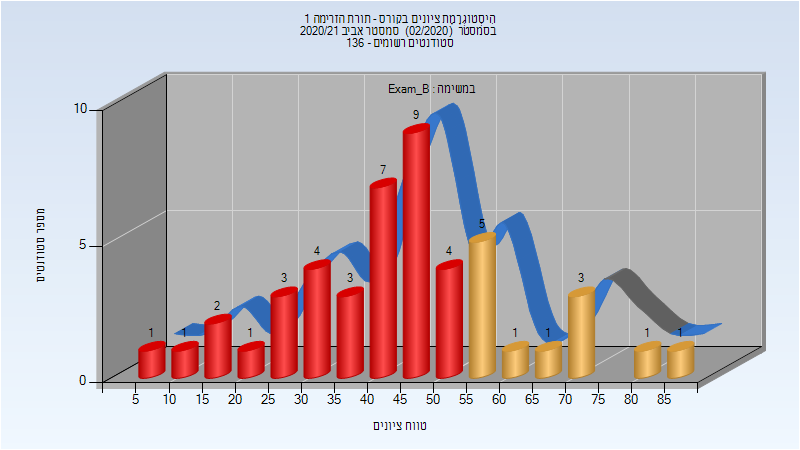 היסטוגרמת ציונים בקורס - תורת הזרימה 1
בסמסטר (02/2020) סמסטר אביב 2020/21
סטודנטים רשומים - 136
במשימה : Exam_B
מספר סטודנטים
10
5
0
1 1 2 1 3 4 3 7 9 4 5 1 1 3 1 1
5 10 15 20 25 30 35 40 45 50 55 60 65 70 75 80 85
טווח ציונים